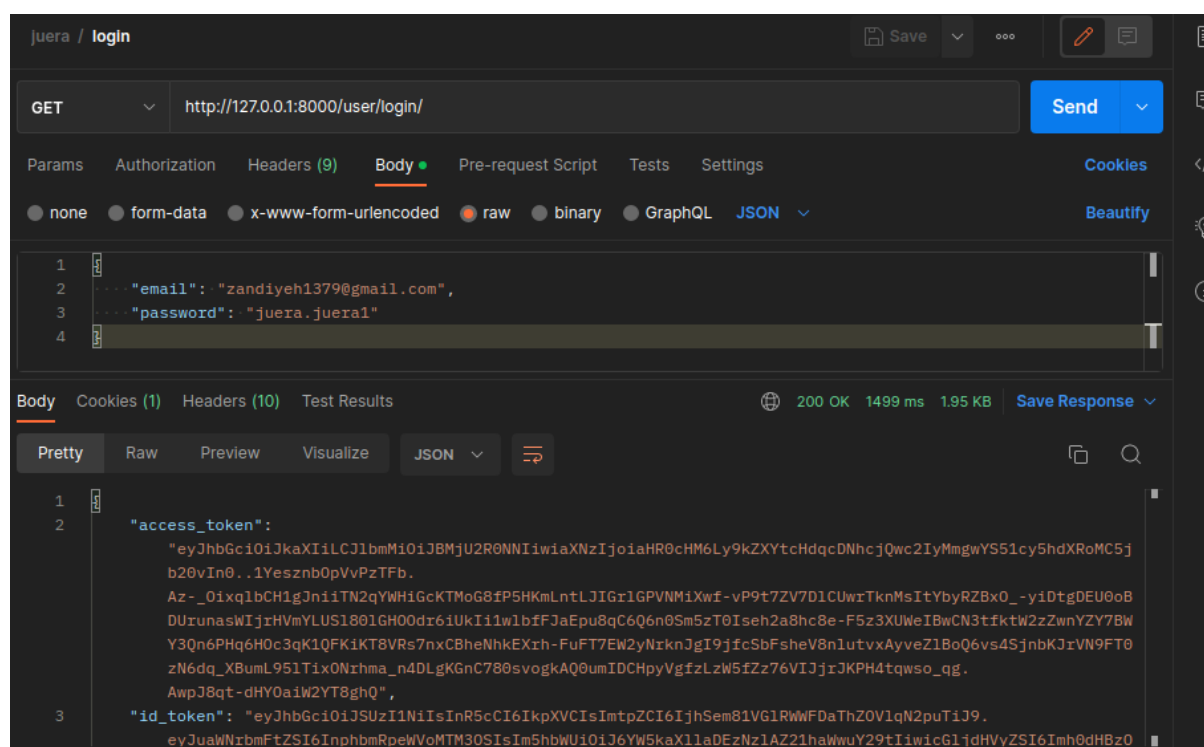 juera / login
Save
GET
http://127.0.0.1:8000/user/login/
Send
Params Authorization Headers (9) Body Pre-request Script Tests Settings Cookies
none form-data x-www-form-urlencoded raw binary GraphQL JSON Beautify
1 {
2 "email": "zandiyeh1379@gmail.com",
3 "password": "juera.juera1"
4 }
Body Cookies (1) Headers (10) Test Results 200 OK 1499 ms 1.95 KB Save Response
Pretty Raw Preview Visualize JSON
1 {
2 "access_token":
"eyJhbGciOiJkaXIiLCJlbmMiOiJBMjU2R0NNIiwiaXNzIjoiaHR0cHM6Ly9kZXYtcHdqcDNhcjQwc2IyMmgwYS51cy5hdXRoMC5j
b20vIn0..1YesznbOpVvPzTFb.
Az-_OixqlbCH1gJniiTN2qYWHiGcKTMoG8fP5HKmLntLJIGrlGPVNMiXwf-vP9t7ZV7DlCUwrTknMsItYbyRZBxO_-yiDtgDEU0oB
DUrunasWIjrHVmYLUSl80lGHOOdr6iUkIi1wlbfFJaEpu8qC6Q6n0Sm5zT0Iseh2a8hc8e-F5z3XUWeIBwCN3tfktW2zZwnYZY7BW
Y3Qn6PHq6HOc3qK1QFKiKT8VRs7nxCBheNhkEXrh-FuFT7EW2yNrknJgI9jfcSbFsheV8nlutvxAyveZlBoQ6vs4SjnbKJrVN9FT0
zN6dq_XBumL95lTixONrhma_n4DLgKGnC780svogkAQ0umIDCHpyVgfzLzW5fZz76VIJjrJKPH4tqwso_qg.
AwpJ8qt-dHYOaiW2YT8ghQ",
3 "id_token": "eyJhbGciOiJSUzI1NiIsInR5cCI6IkpXVCIsImtpZCI6IjhSem81VGlRWWFDaThZOVlqN2puTiJ9.
eyJuaWNrbmFtZSI6InphbmRpeWVoMTM3OSIsIm5hbWUiOiJ6YW5kaXllaDEzNzlAZ21haWwuY29tIiwicGljdHVyZSI6Imh0dHBzO